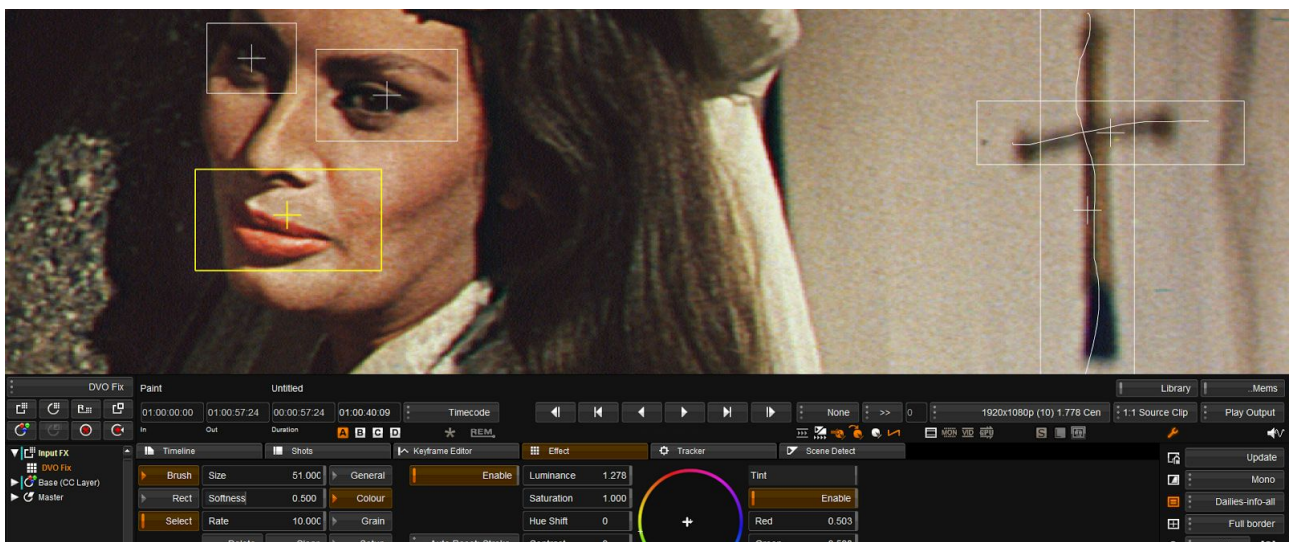 DVO Fix Paint Untitled Library ..Mems
01:00:00:00 01:00:57:24 00:00:57:24 01:00:40:09 Timecode None >> 0 1920x1080p (10) 1.778 Cen 1:1 Source Clip Play Output
In Out Duration A B C D REM MON VID S
Input FX Timeline Shots Keyframe Editor Effect Tracker Scene Detect Update
DVO Fix Brush Size 51.000 General Enable Luminance 1.278 Tint
Base (CC Layer) Mono
Master Rect Softness 0.500 Colour Saturation 1.000 Enable Dailies-info-all
Select Rate 10.000 Grain Hue Shift 0 Red 0.503 Full border